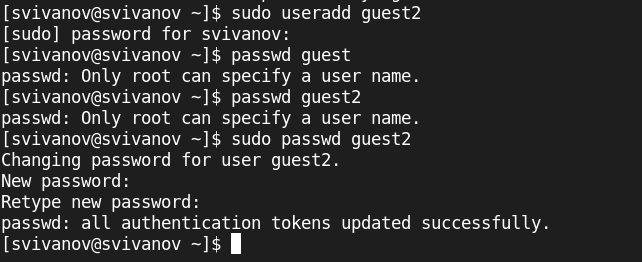 [svivanov@svivanov ~]$ sudo useradd guest2
[sudo] password for svivanov:
[svivanov@svivanov ~]$ passwd guest
passwd: Only root can specify a user name.
[svivanov@svivanov ~]$ passwd guest2
passwd: Only root can specify a user name.
[svivanov@svivanov ~]$ sudo passwd guest2
Changing password for user guest2.
New password:
Retype new password:
passwd: all authentication tokens updated successfully.
[svivanov@svivanov ~]$